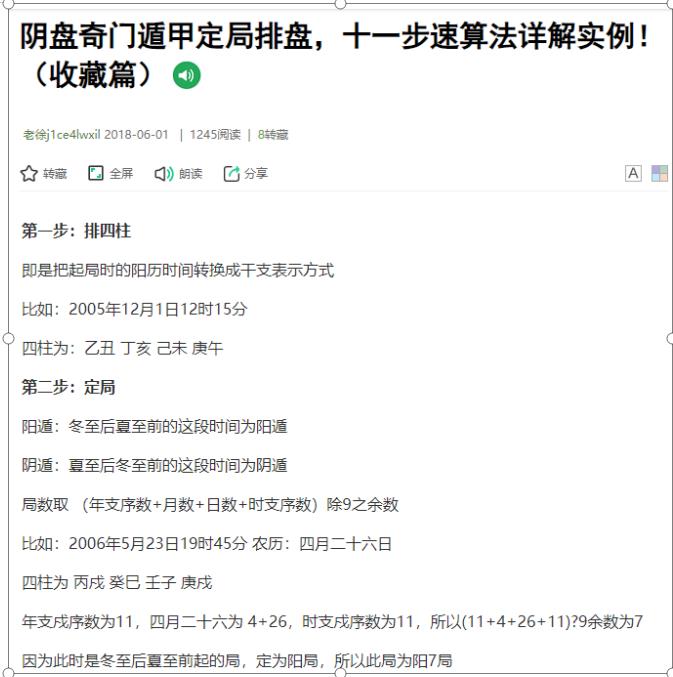 阴盘奇门遁甲定局排盘，十一步速算法详解实例！
（收藏篇）
老徐j1ce4lwxil 2018-06-01 | 1245阅读 | 8转藏
转藏 全屏 朗读 分享 A
第一步：排四柱
即是把起局时的阳历时间转换成干支表示方式
比如：2005年12月1日12时15分
四柱为：乙丑 丁亥 己未 庚午
第二步：定局
阳遁：冬至后夏至前的这段时间为阳遁
阴遁：夏至后冬至前的这段时间为阴遁
局数取 （年支序数+月数+日数+时支序数）除9之余数
比如：2006年5月23日19时45分 农历：四月二十六日
四柱为 丙戌 癸巳 壬子 庚戌
年支戌序数为11，四月二十六为 4+26，时支戌序数为11，所以(11+4+26+11)?9余数为7
因为此时是冬至后夏至前起的局，定为阳局，所以此局为阳7局